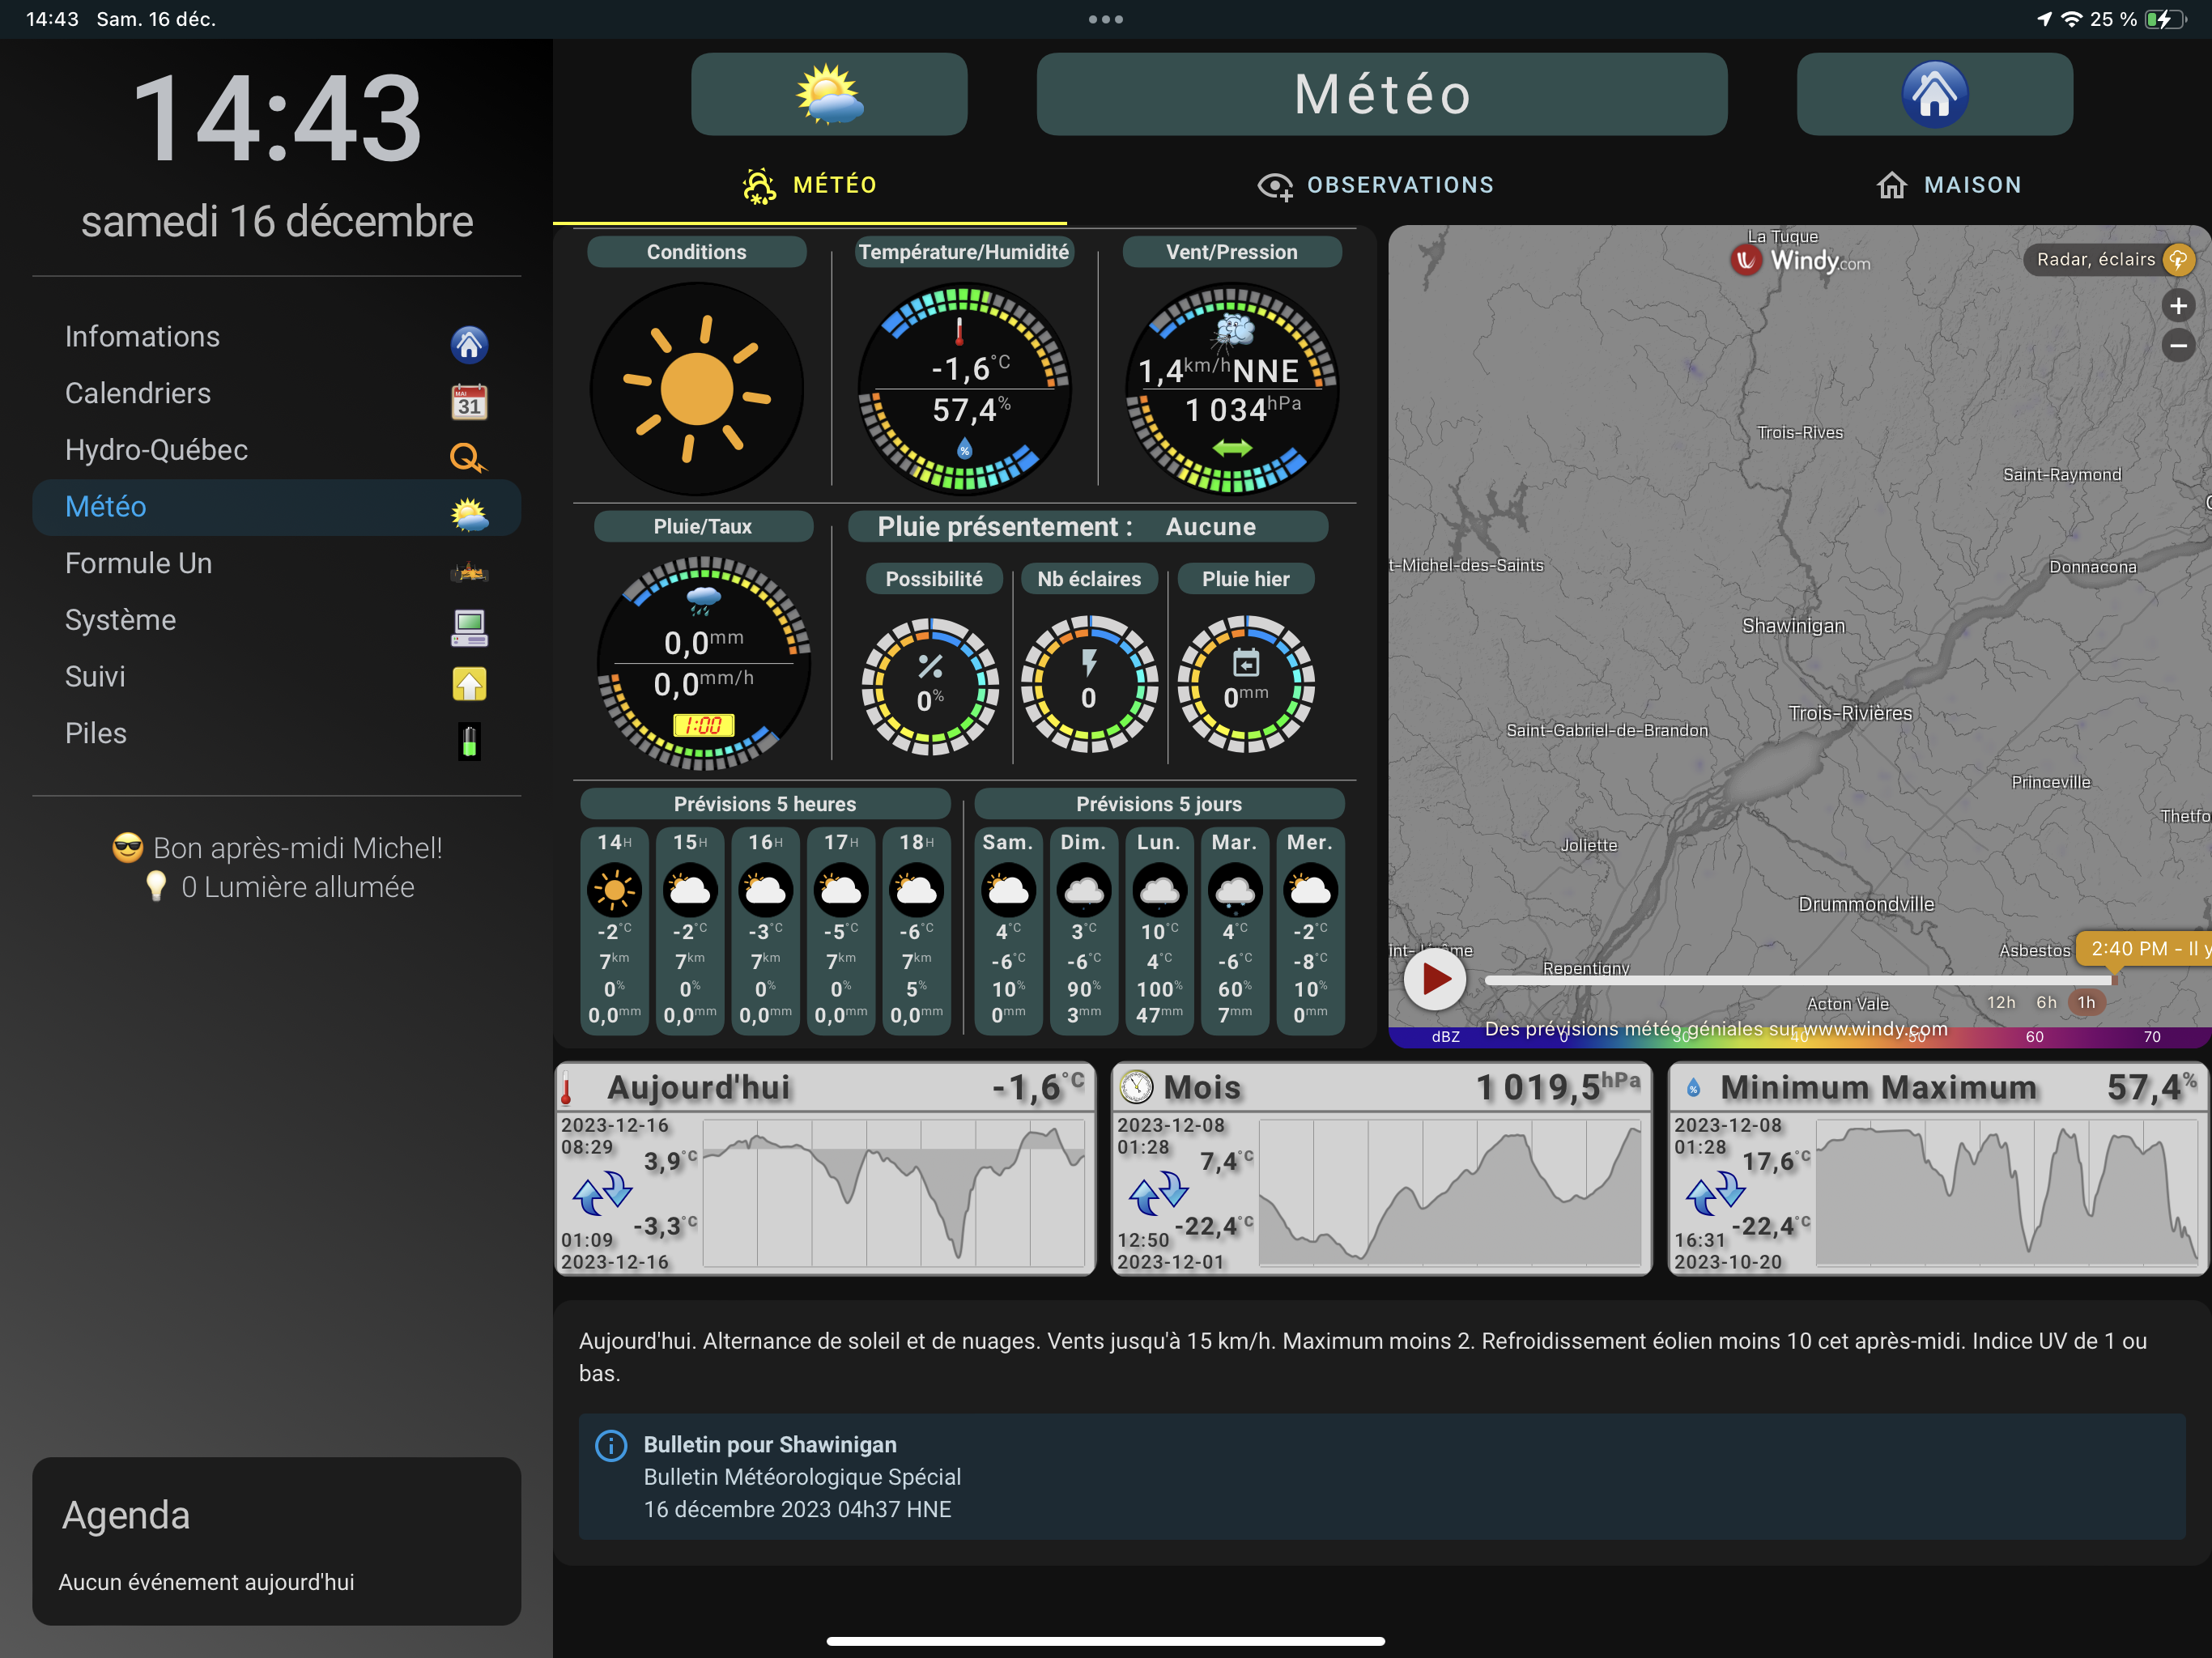 14:43 Sam. 16 déc.
25 %
14:43
samedi 16 décembre
Infomations
Calendriers
MAI
31
Hydro-Québec
Météo
Formule Un
Système
Suivi
Piles
Bon après-midi Michel!
0 Lumière allumée
Agenda
Aucun événement aujourd'hui
Météo
MÉTÉO
OBSERVATIONS
MAISON
Conditions
Température/Humidité
-1,6°C
57,4%
%
Vent/Pression
1,4km/h NNE
1 034hPa
Pluie/Taux
0,0mm
0,0mm/h
1:00
Pluie présentement : Aucune
Possibilité
0%
Nb éclaires
0
Pluie hier
0mm
Prévisions 5 heures
14H 15H 16H 17H 18H
-2°C -2°C -3°C -5°C -6°C
7km 7km 7km 7km 7km
0% 0% 0% 0% 5%
0,0mm 0,0mm 0,0mm 0,0mm 0,0mm
Prévisions 5 jours
Sam. Dim. Lun. Mar. Mer.
4°C 3°C 10°C 4°C -2°C
-6°C -6°C 4°C -6°C -8°C
10% 90% 100% 60% 10%
0mm 3mm 47mm 7mm 0mm
La Tuque
Windy.com
Radar, éclairs
Trois-Rives
Saint-Raymond
t-Michel-des-Saints
Donnacona
Shawinigan
Trois-Rivières
Saint-Gabriel-de-Brandon
Princeville
Thetfo
Joliette
Drummondville
Asbestos
2:40 PM - Il y
Repentigny
12h 6h 1h
Acton Vale
Des prévisions météo géniales sur www.windy.com
dBZ 0 30 40 50 60 70
Aujourd'hui -1,6°C
2023-12-16
08:29
3,9°C
-3,3°C
01:09
2023-12-16
Mois 1 019,5hPa
2023-12-08
01:28
7,4°C
-22,4°C
12:50
2023-12-01
Minimum Maximum 57,4%
2023-12-08
01:28
17,6°C
-22,4°C
16:31
2023-10-20
Aujourd'hui. Alternance de soleil et de nuages. Vents jusqu'à 15 km/h. Maximum moins 2. Refroidissement éolien moins 10 cet après-midi. Indice UV de 1 ou
bas.
Bulletin pour Shawinigan
Bulletin Météorologique Spécial
16 décembre 2023 04h37 HNE